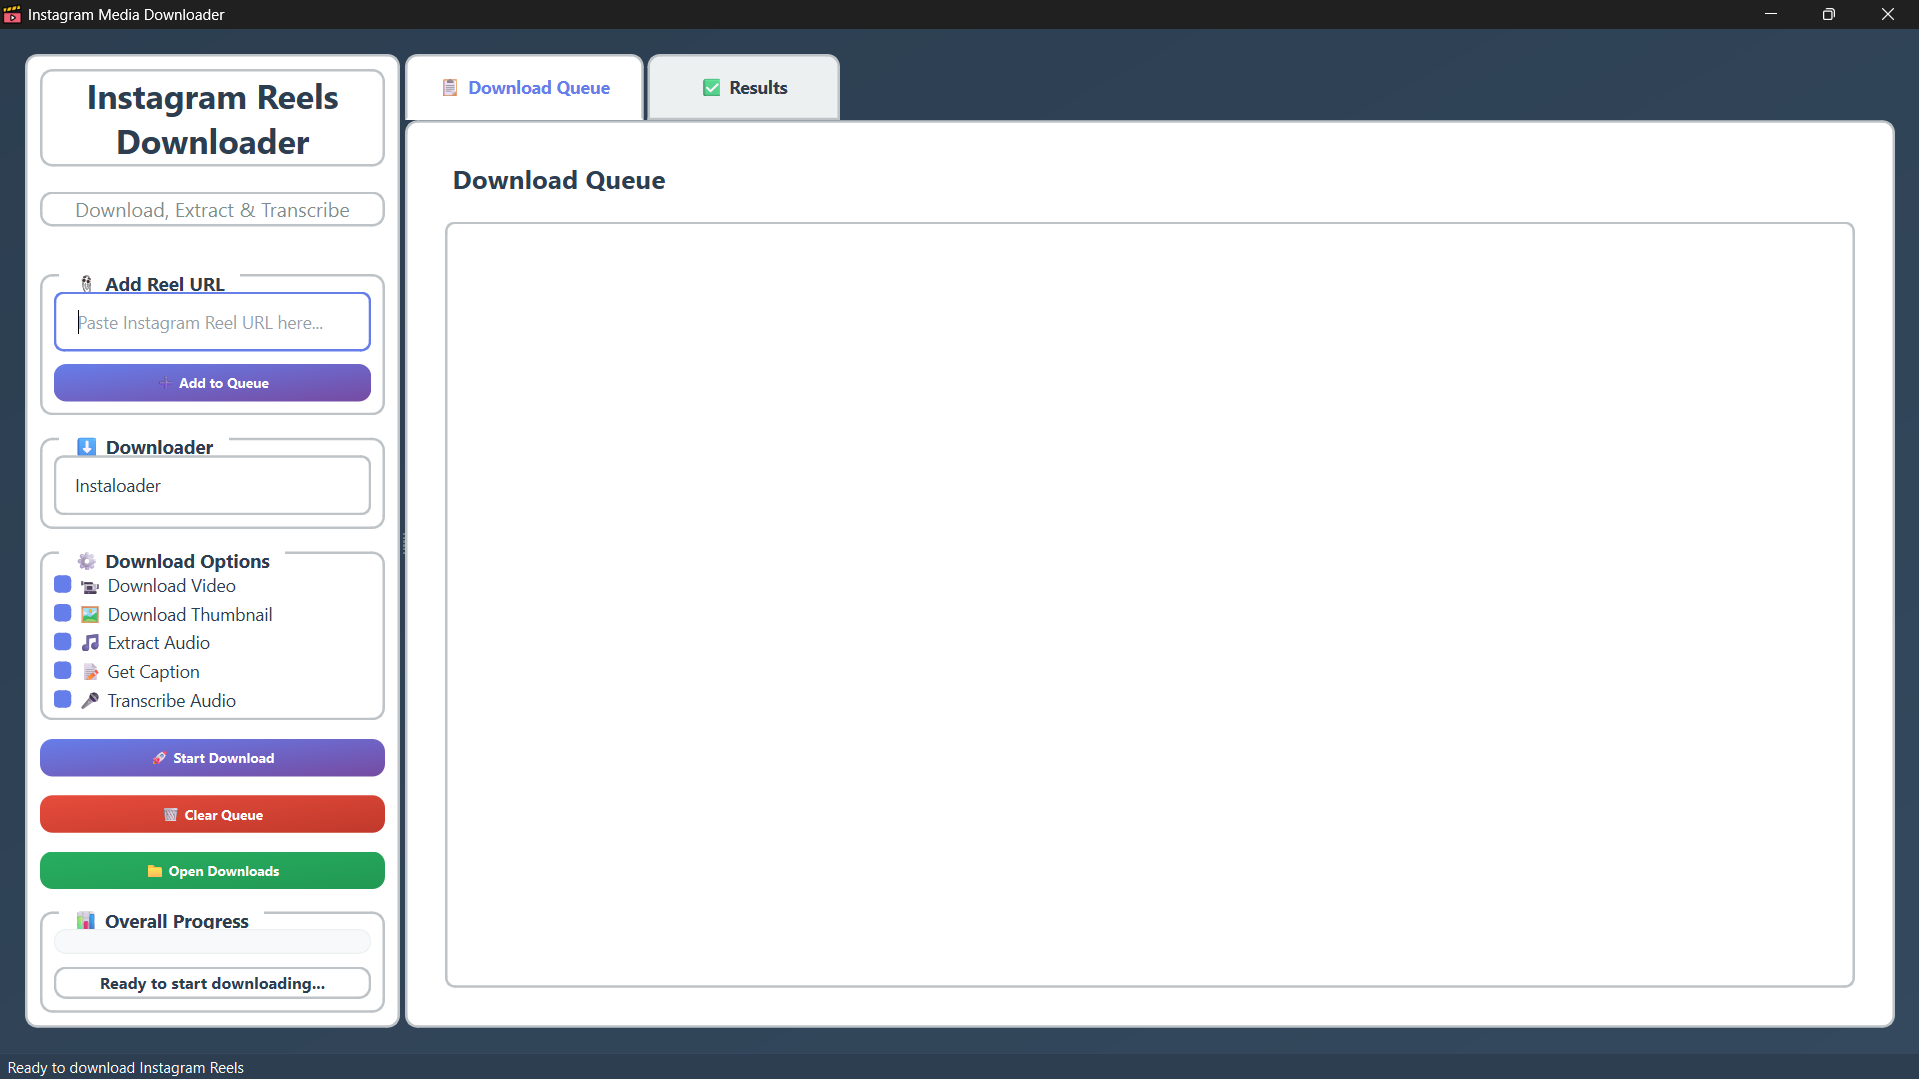 Instagram Media Downloader
Instagram Reels
Downloader
Download, Extract & Transcribe
Add Reel URL
Paste Instagram Reel URL here...
Add to Queue
Downloader
Instaloader
Download Options
Download Video
Download Thumbnail
Extract Audio
Get Caption
Transcribe Audio
Start Download
Clear Queue
Open Downloads
Overall Progress
Ready to start downloading...
Download Queue
Results
Download Queue
Ready to download Instagram Reels